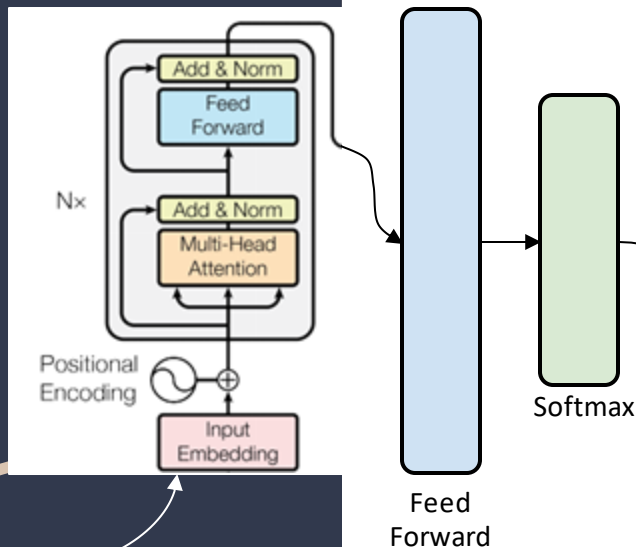 Add & Norm
Feed
Forward
Nx
Add & Norm
Multi-Head
Attention
Positional
Encoding
Input
Embedding
Feed
Forward
Softmax